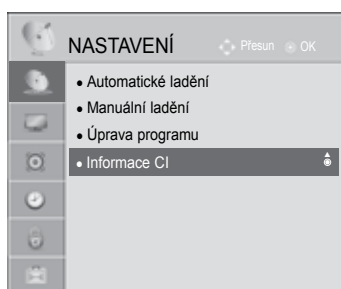 NASTAVENÍ
Přesun OK
• Automatické ladění
• Manuální ladění
• Úprava programu
• Informace CI